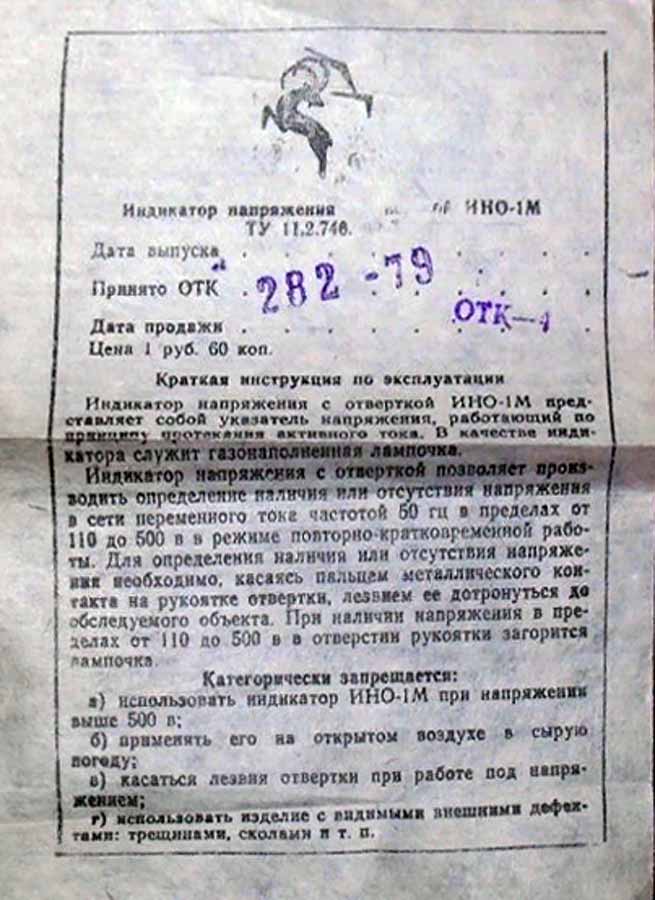 Индикатор напряжения ИНО-1М
ТУ 11.2.746.
Дата выпуска . . . . . . . . .
Принято ОТК . 282 -79
Дата продажи . ОТК—
Цена 1 руб. 60 коп.
Краткая инструкция по эксплуатации
Индикатор напряжения с отверткой ИНО-1М пред-
ставляет собой указатель напряжения, работающий по
принципу протекания активного тока. В качестве инди-
катора служит газонаполненная лампочка.
Индикатор напряжения с отверткой позволяет произ-
водить определение наличия или отсутствия напряжения
в сети переменного тока частотой 50 гц в пределах от
110 до 500 в в режиме повторно-кратковременной рабо-
ты. Для определения наличия или отсутствия напряже-
ния необходимо, касаясь пальцем металлического кон-
такта на рукоятке отвертки, лезвием ее дотронуться до
обследуемого объекта. При наличии напряжения в пре-
делах от 110 до 500 в в отверстии рукоятки загорится
лампочка.
Категорически запрещается:
а) использовать индикатор ИНО-1М при напряжении
выше 500 в;
б) применять его на открытом воздухе в сырую
погоду;
в) касаться лезвия отвертки при работе под напря-
жением;
г) использовать изделие с видимыми внешними дефек-
тами: трещинами, сколами и т. п.